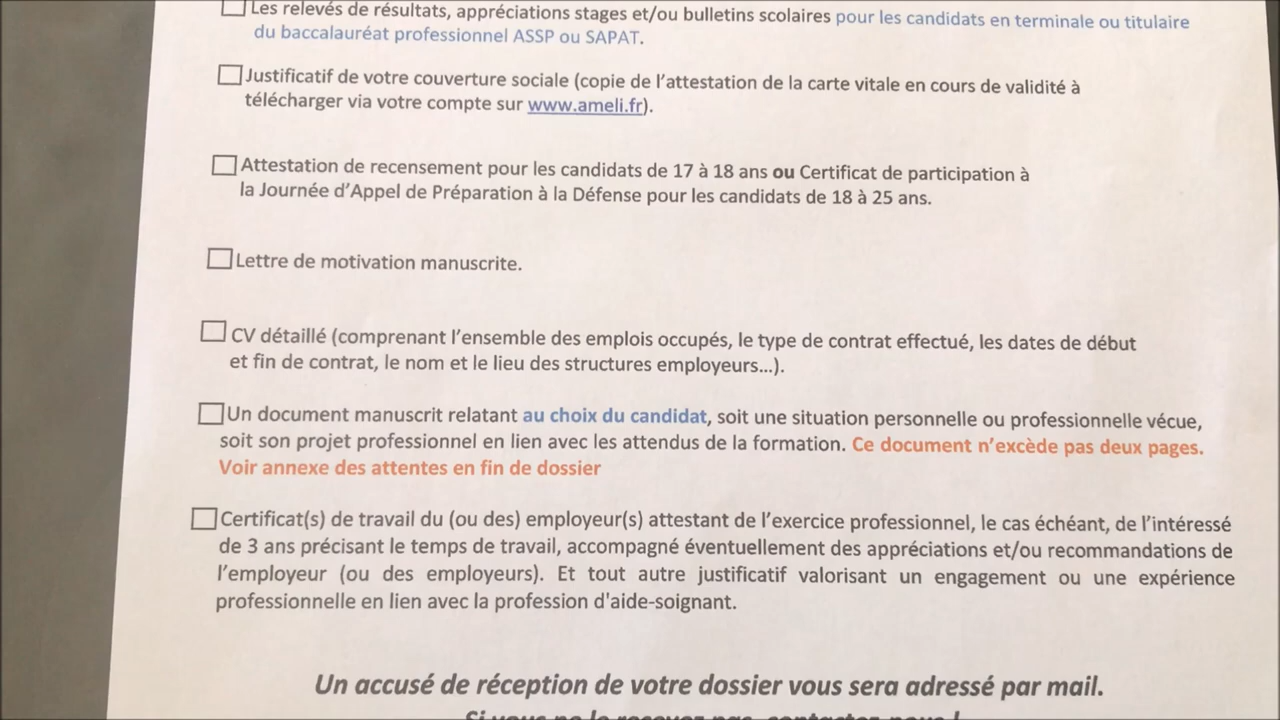 Les relevés de résultats, appréciations stages et/ou bulletins scolaires pour les candidats en terminale ou titulaire
du baccalauréat professionnel ASSP ou SAPAT.
Justificatif de votre couverture sociale (copie de l'attestation de la carte vitale en cours de validité à
télécharger via votre compte sur www.ameli.fr).
Attestation de recensement pour les candidats de 17 à 18 ans ou Certificat de participation à
la Journée d'Appel de Préparation à la Défense pour les candidats de 18 à 25 ans.
Lettre de motivation manuscrite.
CV détaillé (comprenant l'ensemble des emplois occupés, le type de contrat effectué, les dates de début
et fin de contrat, le nom et le lieu des structures employeurs...).
Un document manuscrit relatant au choix du candidat, soit une situation personnelle ou professionnelle vécue,
soit son projet professionnel en lien avec les attendus de la formation. Ce document n'excède pas deux pages.
Voir annexe des attentes en fin de dossier
Certificat(s) de travail du (ou des) employeur(s) attestant de l'exercice professionnel, le cas échéant, de l'intéressé
de 3 ans précisant le temps de travail, accompagné éventuellement des appréciations et/ou recommandations de
l'employeur (ou des employeurs). Et tout autre justificatif valorisant un engagement ou une expérience
professionnelle en lien avec la profession d'aide-soignant.
Un accusé de réception de votre dossier vous sera adressé par mail.
Si vous ne le recevez pas, contactez-nous !